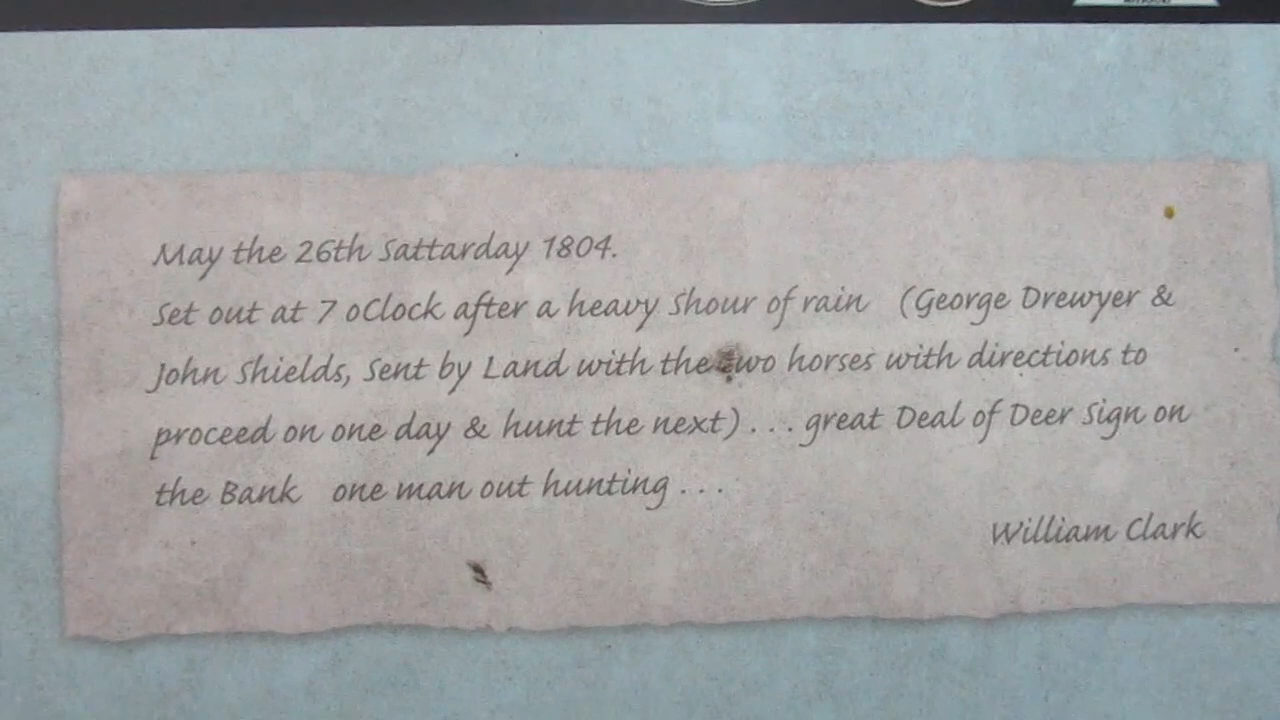 May the 26th Sattarday 1804.
Set out at 7 oClock after a heavy Shour of rain (George Drewyer &
John Shields, Sent by Land with the two horses with directions to
proceed on one day & hunt the next) . . . great Deal of Deer Sign on
the Bank one man out hunting . . .
William Clark